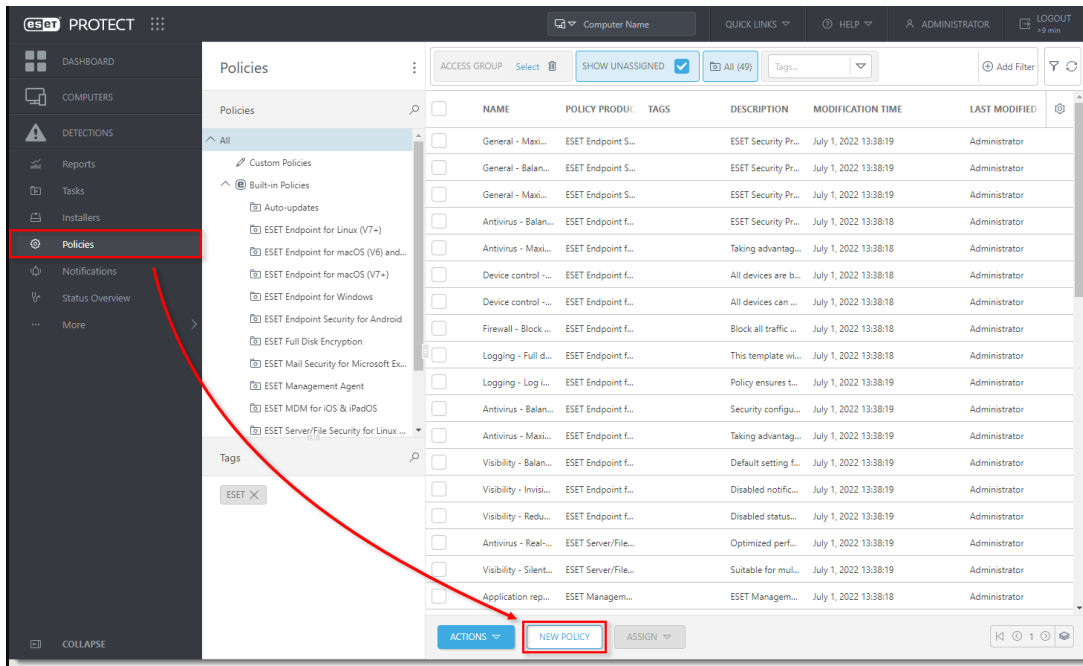 eset PROTECT
Computer Name
QUICK LINKS
HELP
ADMINISTRATOR
LOGOUT
>9 min
DASHBOARD
COMPUTERS
DETECTIONS
Reports
Tasks
Installers
Policies
Notifications
Status Overview
More
COLLAPSE
Policies
Policies
All
Custom Policies
Built-in Policies
Auto-updates
ESET Endpoint for Linux (V7+)
ESET Endpoint for macOS (V6) and...
ESET Endpoint for macOS (V7+)
ESET Endpoint for Windows
ESET Endpoint Security for Android
ESET Full Disk Encryption
ESET Mail Security for Microsoft Ex...
ESET Management Agent
ESET MDM for iOS & iPadOS
ESET Server/File Security for Linux ...
Tags
ESET
ACCESS GROUP Select SHOW UNASSIGNED All (49) Tags... Add Filter
NAME POLICY PRODUC TAGS DESCRIPTION MODIFICATION TIME LAST MODIFIED
General - Maxi... ESET Endpoint S... ESET Security Pr... July 1, 2022 13:38:19 Administrator
General - Balan... ESET Endpoint S... ESET Security Pr... July 1, 2022 13:38:19 Administrator
General - Maxi... ESET Endpoint S... ESET Security Pr... July 1, 2022 13:38:19 Administrator
Antivirus - Balan... ESET Endpoint f... ESET Security Pr... July 1, 2022 13:38:18 Administrator
Antivirus - Maxi... ESET Endpoint f... Taking advantag... July 1, 2022 13:38:18 Administrator
Device control -... ESET Endpoint f... All devices are b... July 1, 2022 13:38:18 Administrator
Device control -... ESET Endpoint f... All devices can ... July 1, 2022 13:38:18 Administrator
Firewall - Block ... ESET Endpoint f... Block all traffic ... July 1, 2022 13:38:18 Administrator
Logging - Full d... ESET Endpoint f... This template wi... July 1, 2022 13:38:18 Administrator
Logging - Log i... ESET Endpoint f... Policy ensures t... July 1, 2022 13:38:19 Administrator
Antivirus - Balan... ESET Endpoint f... Security configu... July 1, 2022 13:38:19 Administrator
Antivirus - Maxi... ESET Endpoint f... Taking advantag... July 1, 2022 13:38:19 Administrator
Visibility - Balan... ESET Endpoint f... Default setting f... July 1, 2022 13:38:19 Administrator
Visibility - Invisi... ESET Endpoint f... Disabled notific... July 1, 2022 13:38:19 Administrator
Visibility - Redu... ESET Endpoint f... Disabled status... July 1, 2022 13:38:19 Administrator
Antivirus - Real-... ESET Server/File... Optimized perf... July 1, 2022 13:38:19 Administrator
Visibility - Silent... ESET Server/File... Suitable for mul... July 1, 2022 13:38:19 Administrator
Application rep... ESET Managem... ESET Managem... July 1, 2022 13:38:18 Administrator
ACTIONS NEW POLICY ASSIGN 1